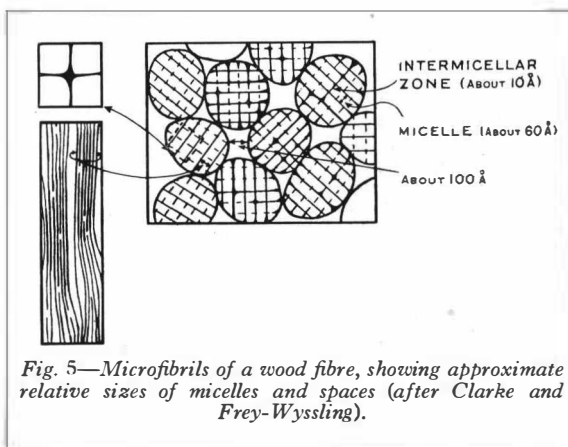 INTERMICELLAR
ZONE (ABOUT 10Å)
MICELLE (ABOUT 60Å)
ABOUT 100 Å
Fig. 5—Microfibrils of a wood fibre, showing approximate
relative sizes of micelles and spaces (after Clarke and
Frey-Wyssling).